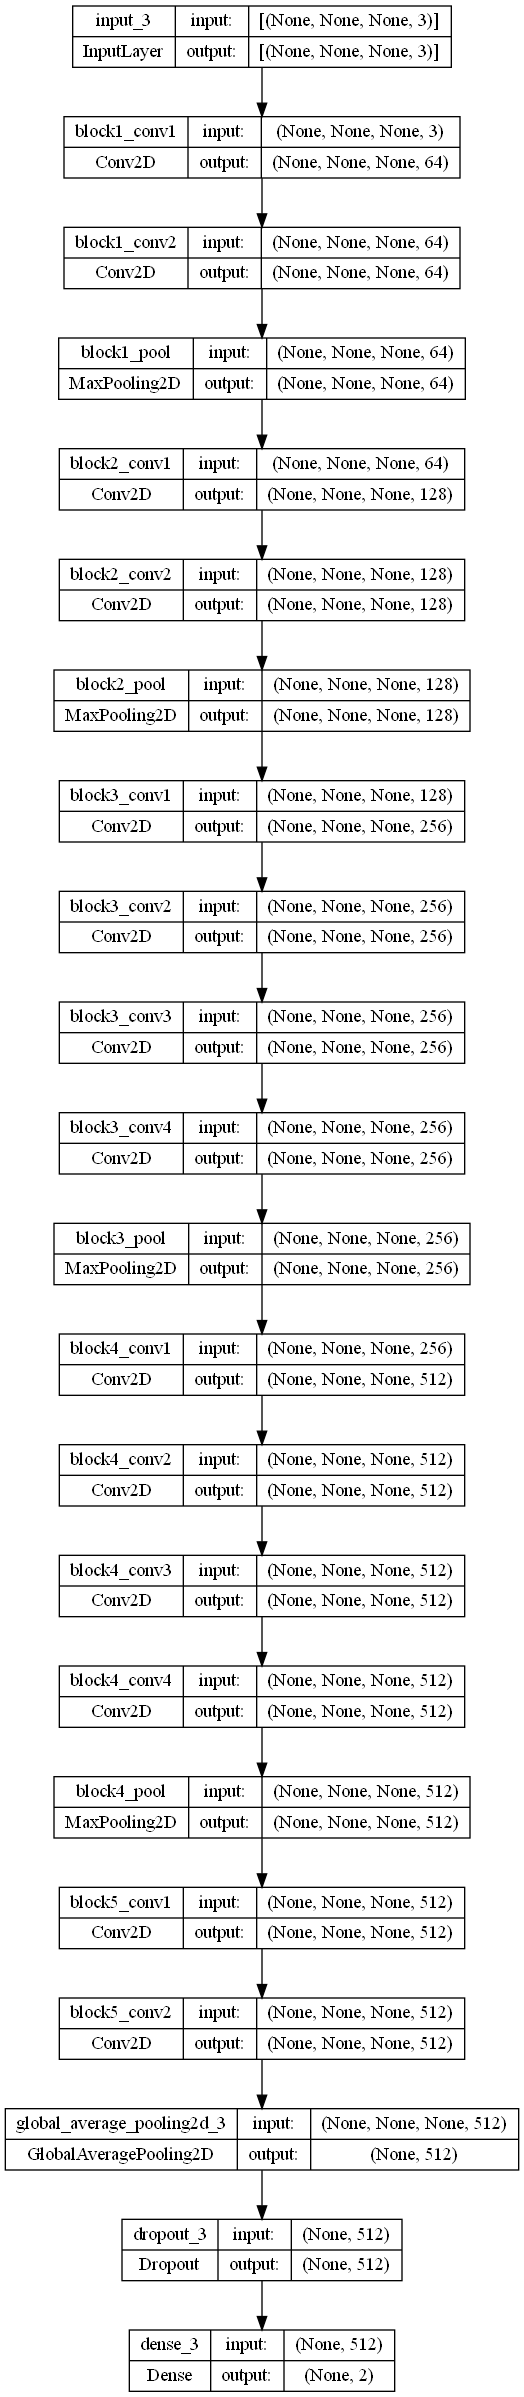 input_3 input: [(None, None, None, 3)]
InputLayer output: [(None, None, None, 3)]
block1_conv1 input: (None, None, None, 3)
Conv2D output: (None, None, None, 64)
block1_conv2 input: (None, None, None, 64)
Conv2D output: (None, None, None, 64)
block1_pool input: (None, None, None, 64)
MaxPooling2D output: (None, None, None, 64)
block2_conv1 input: (None, None, None, 64)
Conv2D output: (None, None, None, 128)
block2_conv2 input: (None, None, None, 128)
Conv2D output: (None, None, None, 128)
block2_pool input: (None, None, None, 128)
MaxPooling2D output: (None, None, None, 128)
block3_conv1 input: (None, None, None, 128)
Conv2D output: (None, None, None, 256)
block3_conv2 input: (None, None, None, 256)
Conv2D output: (None, None, None, 256)
block3_conv3 input: (None, None, None, 256)
Conv2D output: (None, None, None, 256)
block3_conv4 input: (None, None, None, 256)
Conv2D output: (None, None, None, 256)
block3_pool input: (None, None, None, 256)
MaxPooling2D output: (None, None, None, 256)
block4_conv1 input: (None, None, None, 256)
Conv2D output: (None, None, None, 512)
block4_conv2 input: (None, None, None, 512)
Conv2D output: (None, None, None, 512)
block4_conv3 input: (None, None, None, 512)
Conv2D output: (None, None, None, 512)
block4_conv4 input: (None, None, None, 512)
Conv2D output: (None, None, None, 512)
block4_pool input: (None, None, None, 512)
MaxPooling2D output: (None, None, None, 512)
block5_conv1 input: (None, None, None, 512)
Conv2D output: (None, None, None, 512)
block5_conv2 input: (None, None, None, 512)
Conv2D output: (None, None, None, 512)
global_average_pooling2d_3 input: (None, None, None, 512)
GlobalAveragePooling2D output: (None, 512)
dropout_3 input: (None, 512)
Dropout output: (None, 512)
dense_3 input: (None, 512)
Dense output: (None, 2)